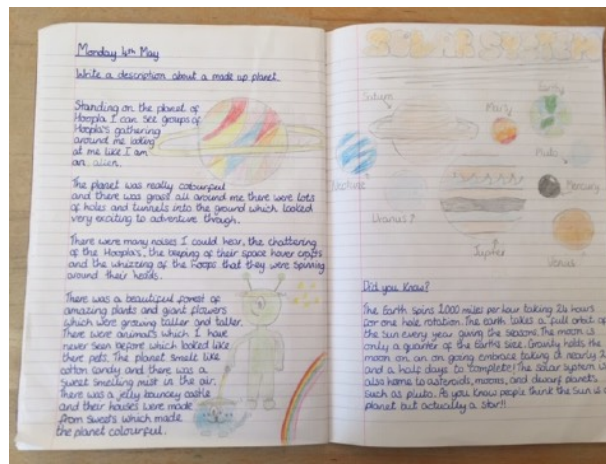 Monday 4th May
Write a description about a made up planet.
Standing on the planet of
Hoopla I can see groups of
Hoopla's gathering
around me looking
at me like I am
an alien.
The planet was really colourful
and there was grass all around me there were lots
of holes and tunnels into the ground which looked
very exciting to adventure through.
There were many noises I could hear, the chattering
of the Hoopla's, the beeping of their space hover crafts
and the whizzeing of the hoops that they were spinning
around their heads.
There was a beautiful forest of
amazing plants and giant flowers
which were growing taller and taller.
There were animals which I have
never seen before which looked like
there pets. The planet smelt like
cotton candy and there was a
sweet smelling mist in the air.
There was a jelly bouncey castle
and their houses were made
from sweets which made
the planet colourful.
SOLAR SYSTEM
Saturn
Mars
Earth
Pluto
Neptune
Mercury
Uranus?
Jupiter
Venus
Did you know?
The Earth spins 1000 miles per hour taking 24 hours
for one hole rotation. The earth takes a full orbit of
the sun every year giving the seasons. The moon is
only a quarter of the Earths size. Gravity holds the
moon an on going embrace taking it nearly 2
and a half days to complete! The solar system is
also home to asteroids, moons, and dwarf planets
such as pluto. As you know people think the sun is a
planet but actually a star!!